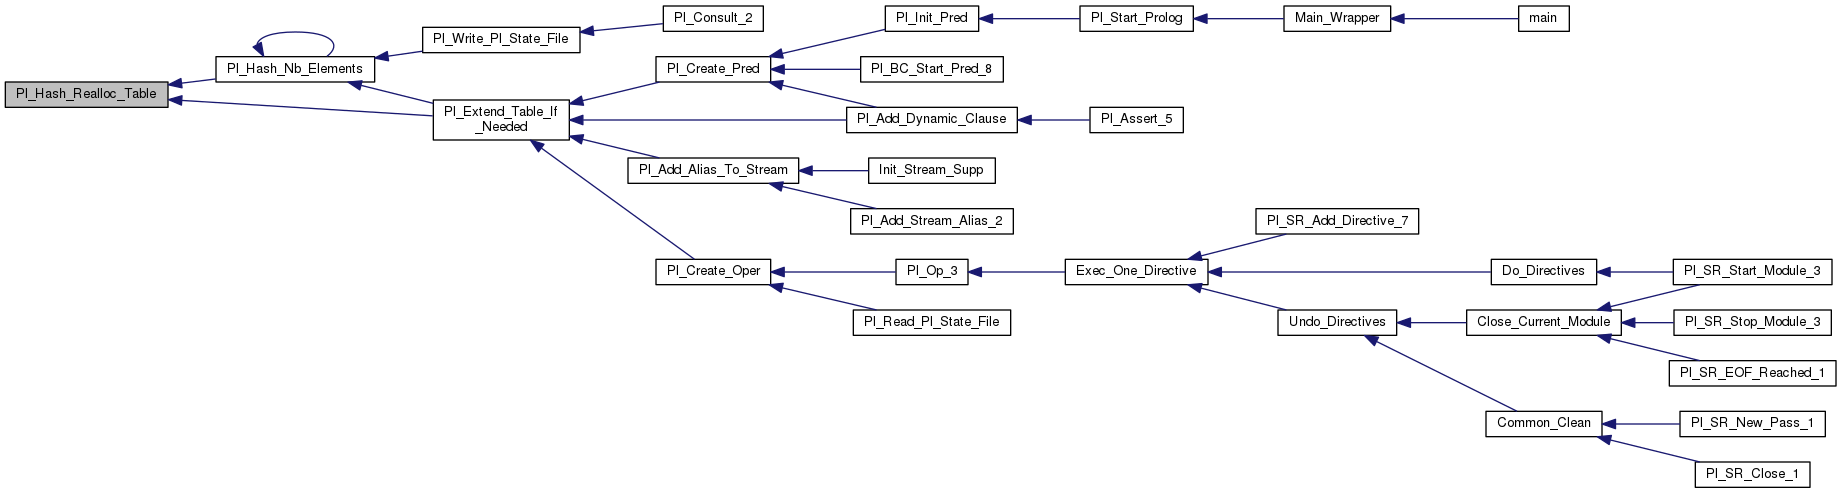 Pl_Consult_2
Pl_Init_Pred
Pl_Start_Prolog
Main_Wrapper
main
Pl_Write_Pl_State_File
Pl_Hash_Nb_Elements
Pl_Create_Pred
Pl_BC_Start_Pred_8
Pl_Hash_Realloc_Table
Pl_Extend_Table_If
_Needed
Pl_Add_Dynamic_Clause
Pl_Assert_5
Pl_Add_Alias_To_Stream
Init_Stream_Supp
Pl_Add_Stream_Alias_2
Pl_SR_Add_Directive_7
Pl_Create_Oper
Pl_Op_3
Exec_One_Directive
Do_Directives
Pl_SR_Start_Module_3
Pl_Read_Pl_State_File
Undo_Directives
Close_Current_Module
Pl_SR_Stop_Module_3
Pl_SR_EOF_Reached_1
Common_Clean
Pl_SR_New_Pass_1
Pl_SR_Close_1